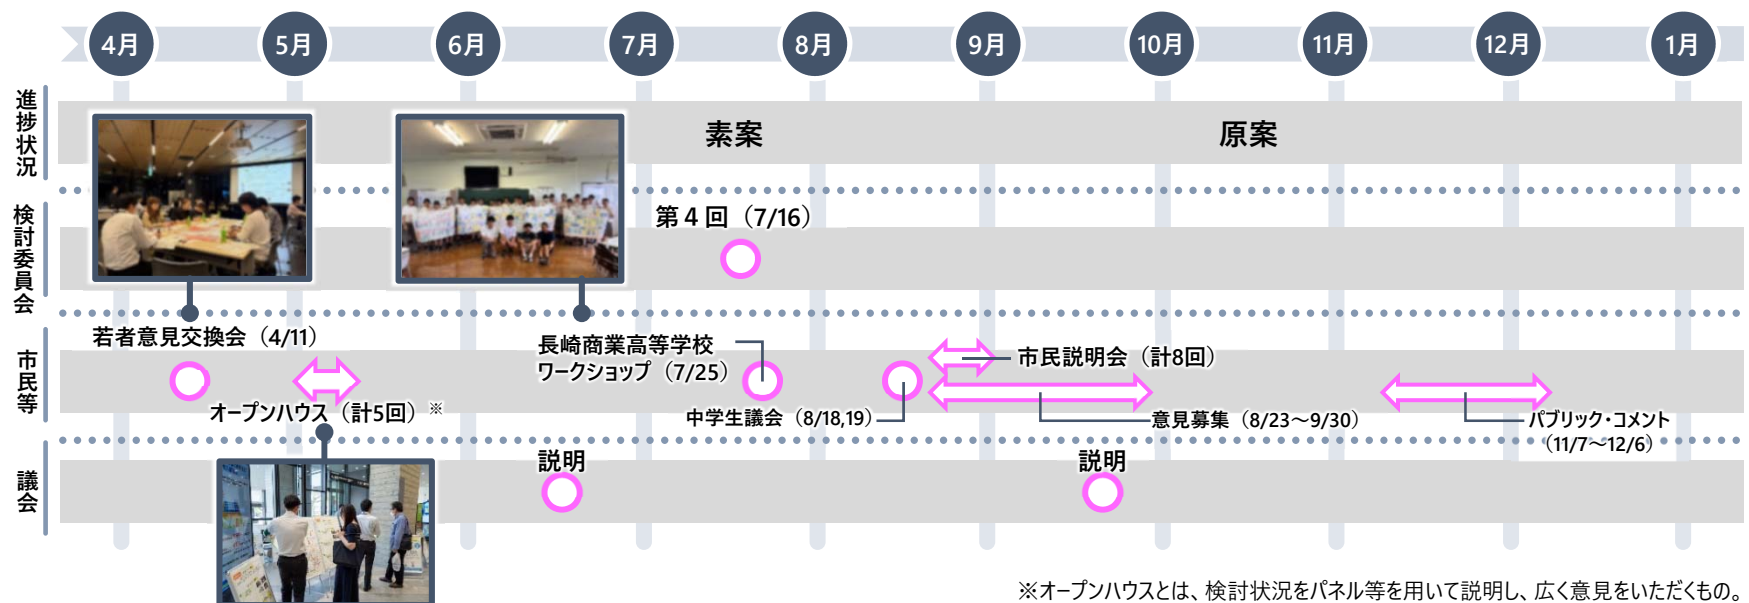 4月 5月 6月 7月 8月 9月 10月 11月 12月 1月
進捗状況
素案 原案
検討委員会
第4回（7/16）
市民等
若者意見交換会（4/11）
オープンハウス（計5回）※
長崎商業高等学校
ワークショップ（7/25）
中学生議会（8/18,19）
市民説明会（計8回）
意見募集（8/23～9/30）
パブリック・コメント
（11/7～12/6）
議会
説明 説明
※オープンハウスとは、検討状況をパネル等を用いて説明し、広く意見をいただくもの。